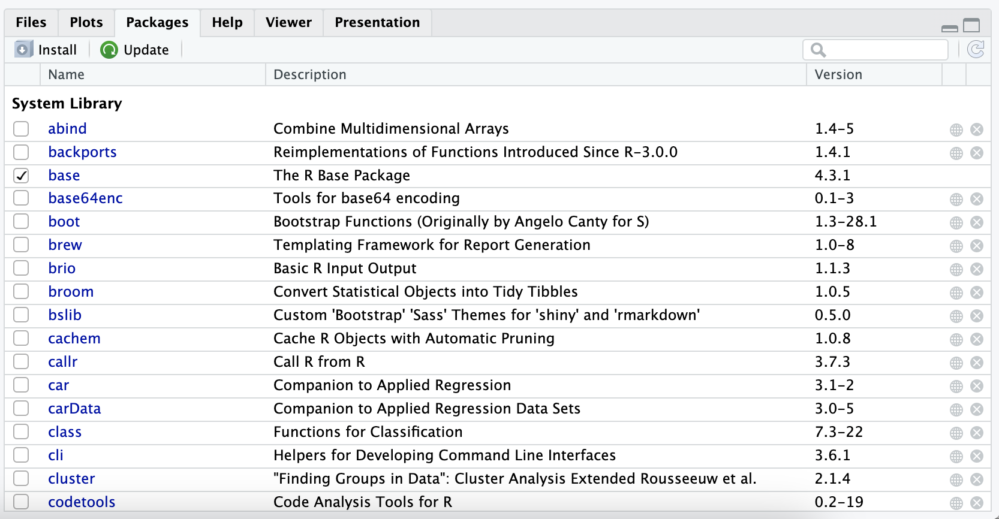 Files Plots Packages Help Viewer Presentation
Install Update
Name Description Version
System Library
abind Combine Multidimensional Arrays 1.4-5
backports Reimplementations of Functions Introduced Since R-3.0.0 1.4.1
base The R Base Package 4.3.1
base64enc Tools for base64 encoding 0.1-3
boot Bootstrap Functions (Originally by Angelo Canty for S) 1.3-28.1
brew Templating Framework for Report Generation 1.0-8
brio Basic R Input Output 1.1.3
broom Convert Statistical Objects into Tidy Tibbles 1.0.5
bslib Custom 'Bootstrap' 'Sass' Themes for 'shiny' and 'rmarkdown' 0.5.0
cachem Cache R Objects with Automatic Pruning 1.0.8
callr Call R from R 3.7.3
car Companion to Applied Regression 3.1-2
carData Companion to Applied Regression Data Sets 3.0-5
class Functions for Classification 7.3-22
cli Helpers for Developing Command Line Interfaces 3.6.1
cluster "Finding Groups in Data": Cluster Analysis Extended Rousseeuw et al. 2.1.4
codetools Code Analysis Tools for R 0.2-19